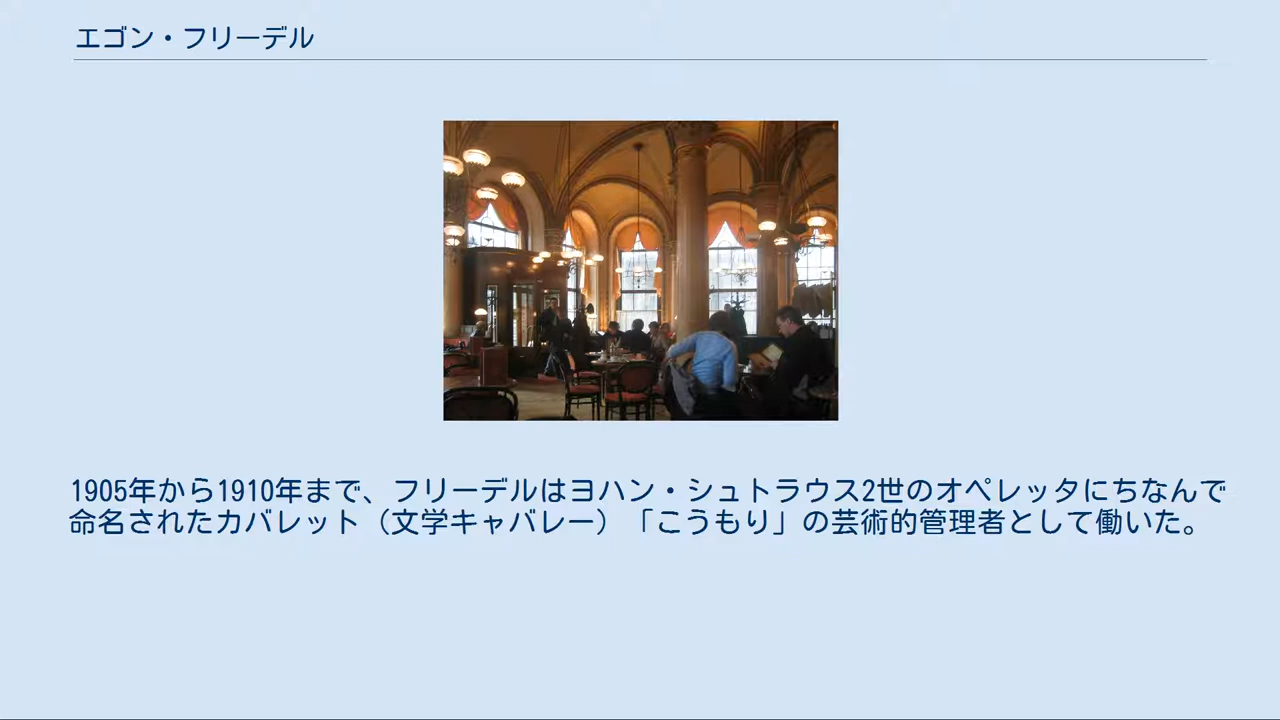 エゴン・フリーデル
1905年から1910年まで、フリーデルはヨハン・シュトラウス2世のオペレッタにちなんで
命名されたカバレット（文学キャバレー）「こうもり」の芸術的管理者として働いた。